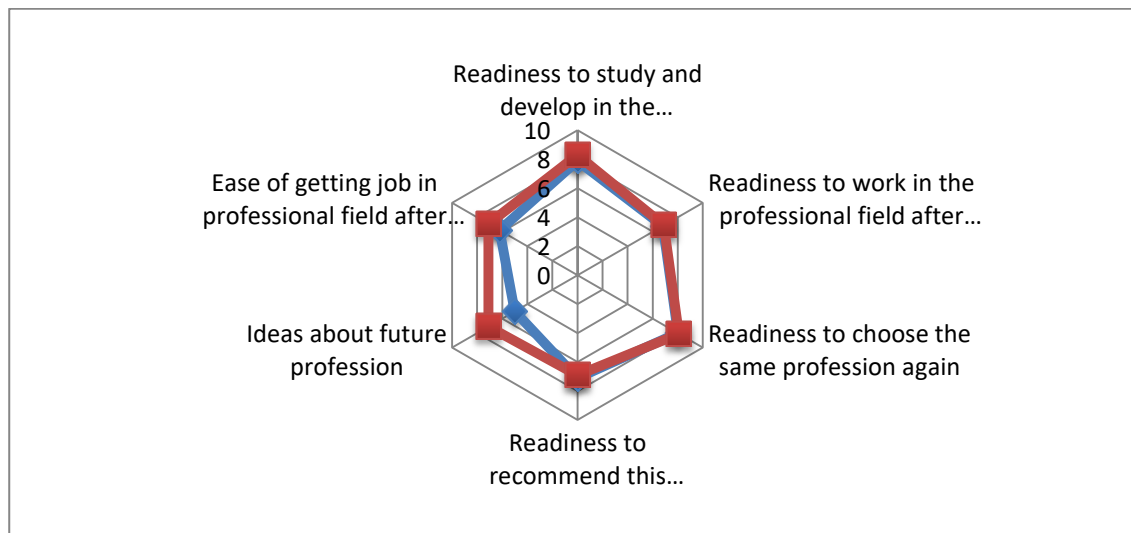 Readiness to study and
develop in the…
10
8
6
4
2
0
Readiness to work in the
professional field after…
Readiness to choose the
same profession again
Readiness to
recommend this…
Ideas about future
profession
Ease of getting job in
professional field after…